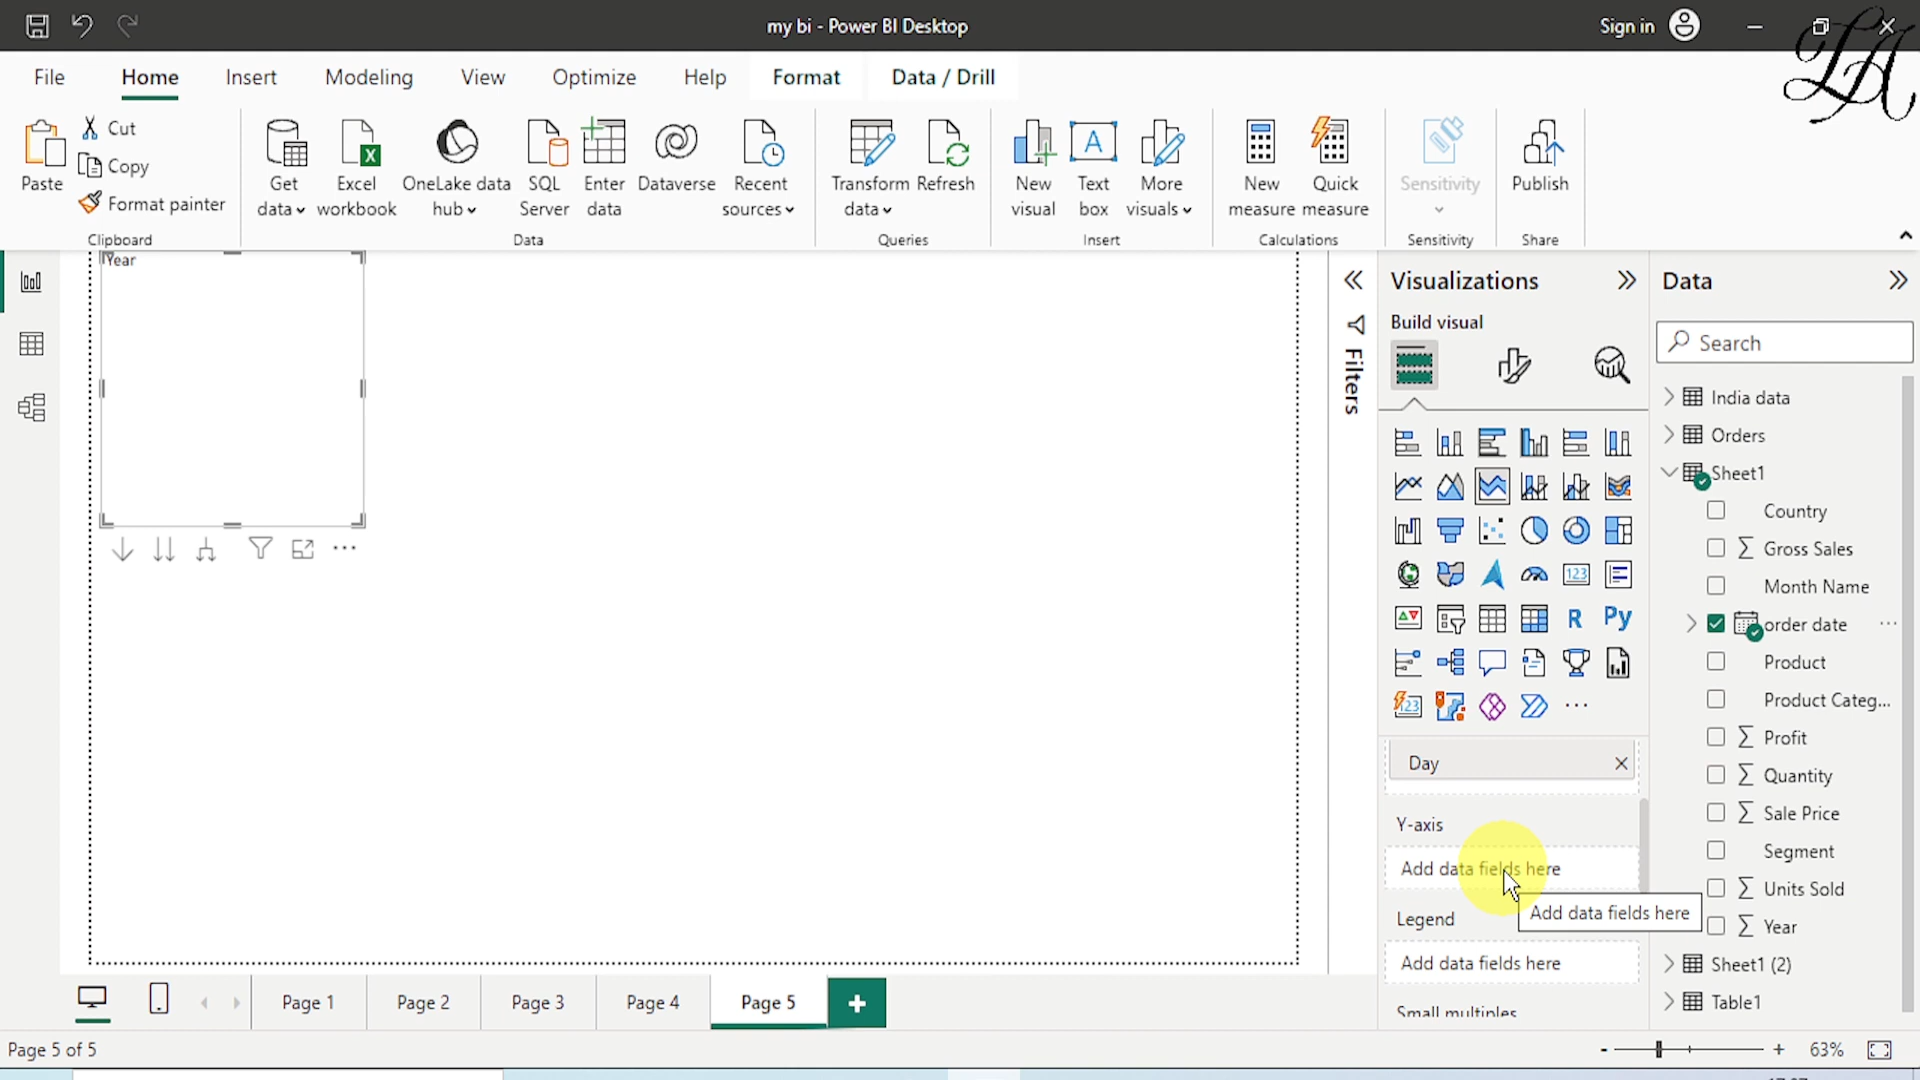 my bi - Power BI Desktop
Sign in
LA
File
Home
Insert
Modeling
View
Optimize
Help
Format
Data / Drill
Paste
Cut
Copy
Format painter
Clipboard
Get data
Excel workbook
OneLake data hub
SQL Server
Enter data
Dataverse
Recent sources
Data
Transform data
Refresh
Queries
New visual
Text box
More visuals
Insert
New measure
Quick measure
Calculations
Sensitivity
Sensitivity
Publish
Share
Year
Filters
Visualizations
Build visual
123
R
Py
123
Day
Y-axis
Add data fields here
Add data fields here
Legend
Add data fields here
Small multiples
Data
Search
India data
Orders
Sheet1
Country
Σ Gross Sales
Month Name
order date
Product
Product Categ...
Σ Profit
Σ Quantity
Σ Sale Price
Segment
Σ Units Sold
Σ Year
Sheet1 (2)
Table1
Page 1
Page 2
Page 3
Page 4
Page 5
Page 5 of 5
- + 63%